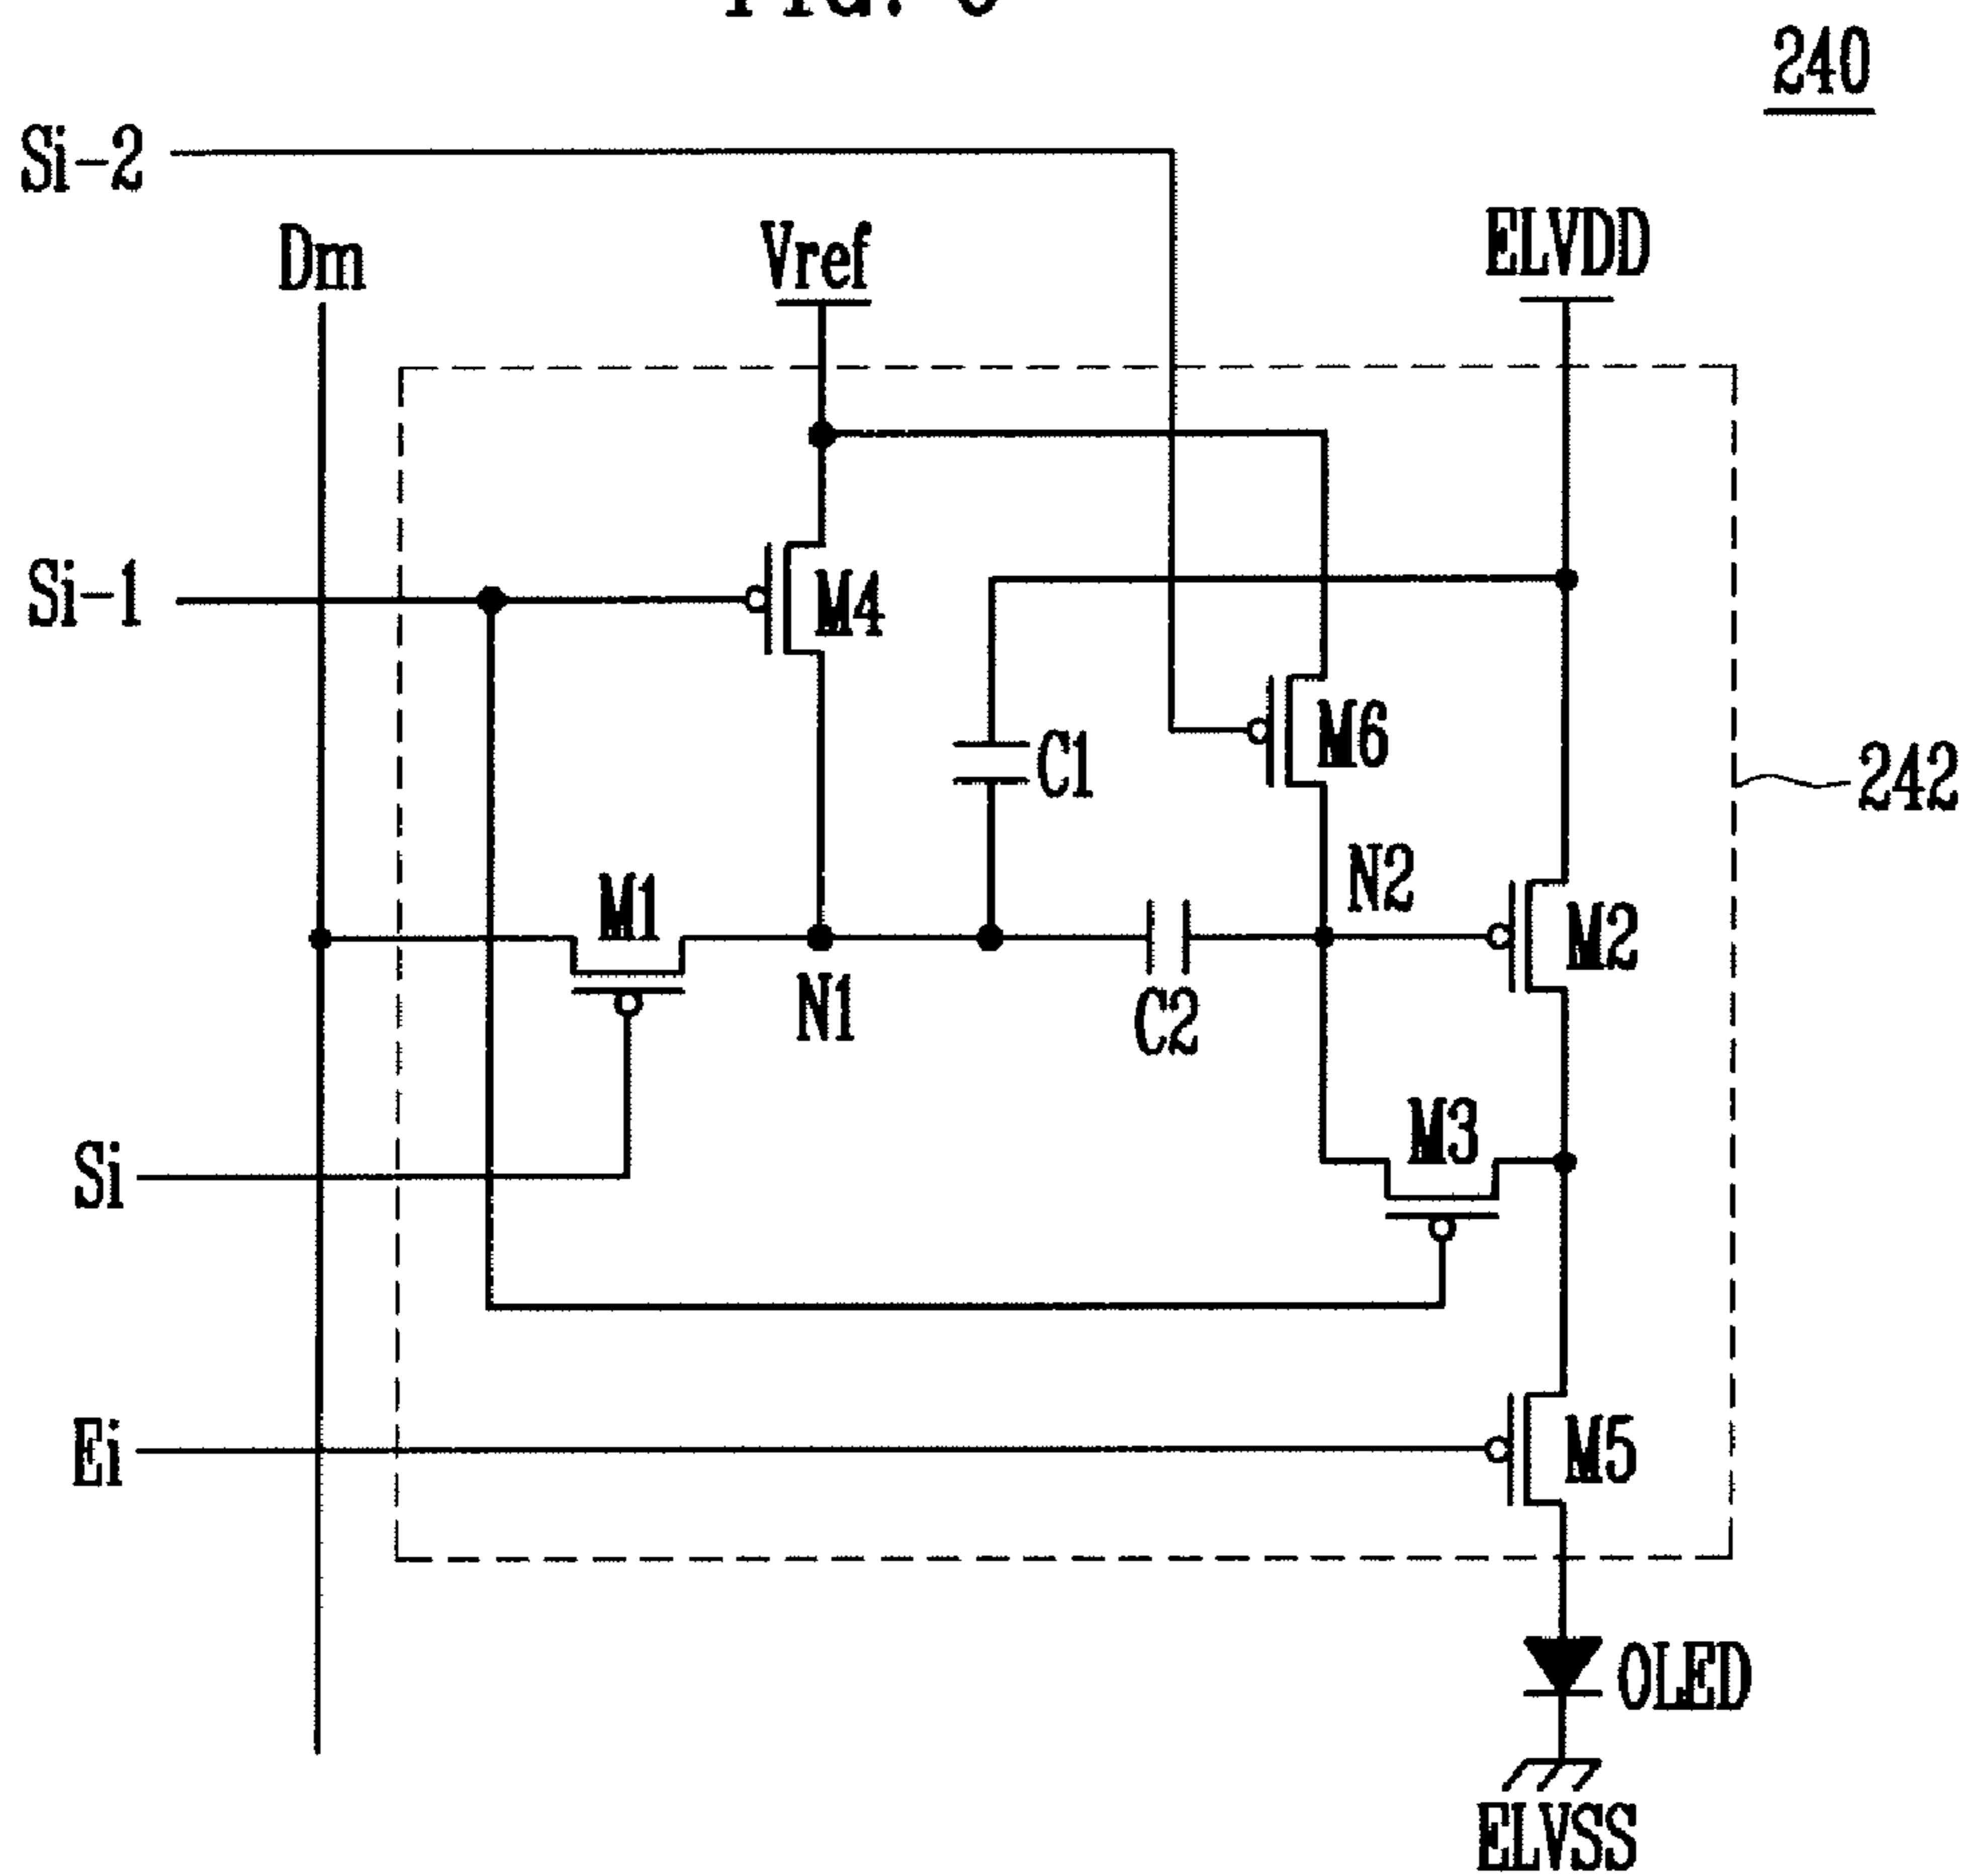 240
Si-2
Dm
Vref
ELVDD
Si-1
M4
M6
C1
242
M1
N2
M2
N1
C2
M3
Si
Ei
M5
OLED
ELVSS